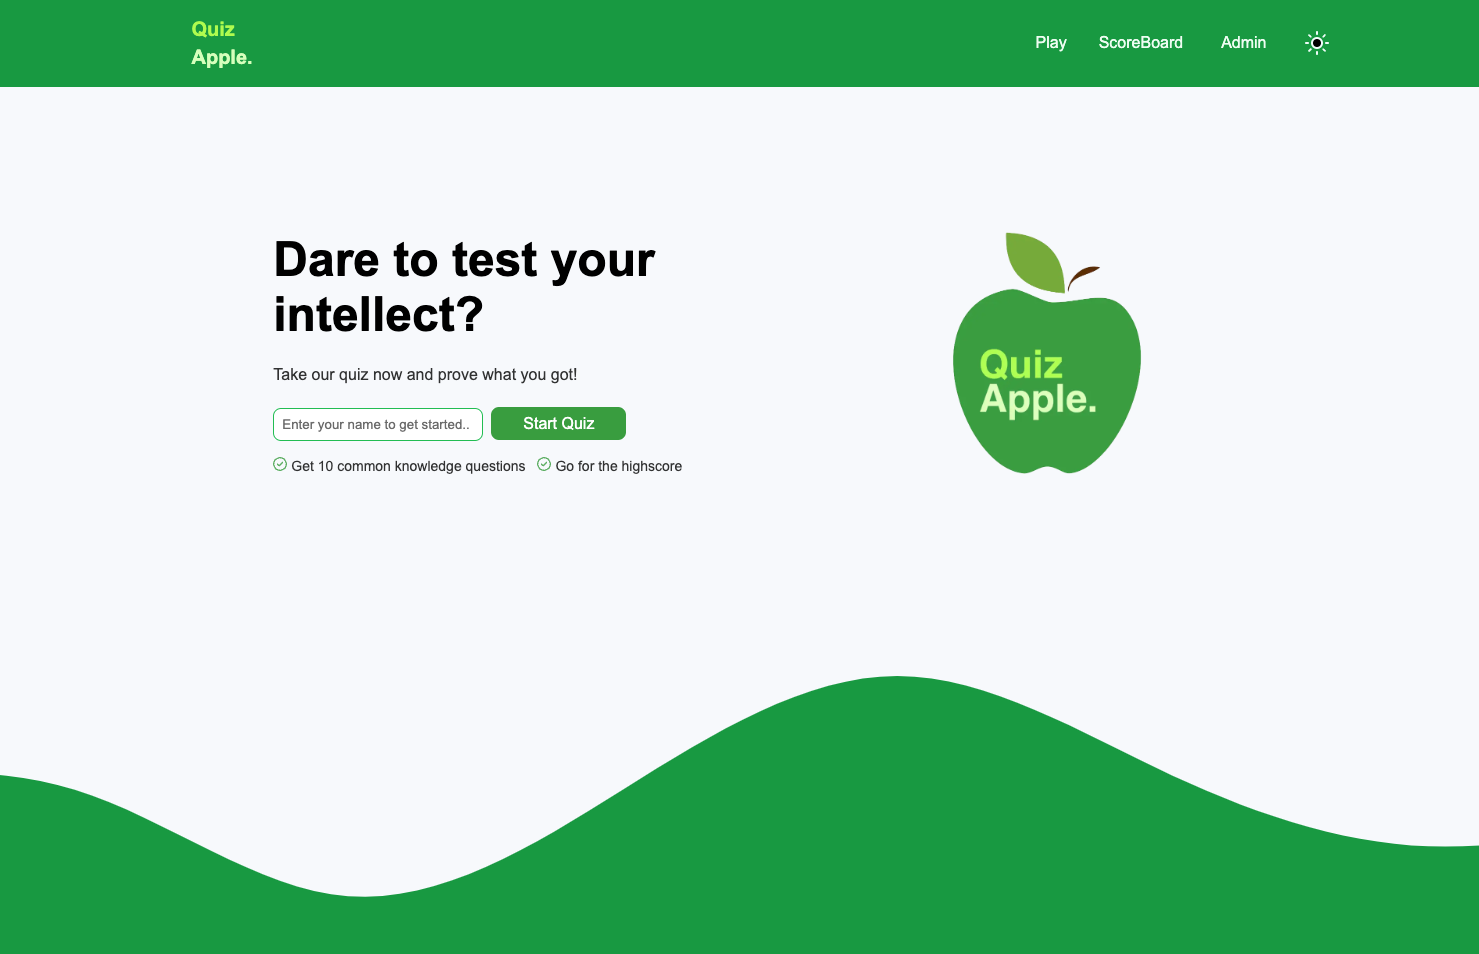 Quiz
Apple.
Play ScoreBoard Admin
Dare to test your
intellect?
Take our quiz now and prove what you got!
Enter your name to get started..
Start Quiz
Get 10 common knowledge questions
Go for the highscore
Quiz
Apple.